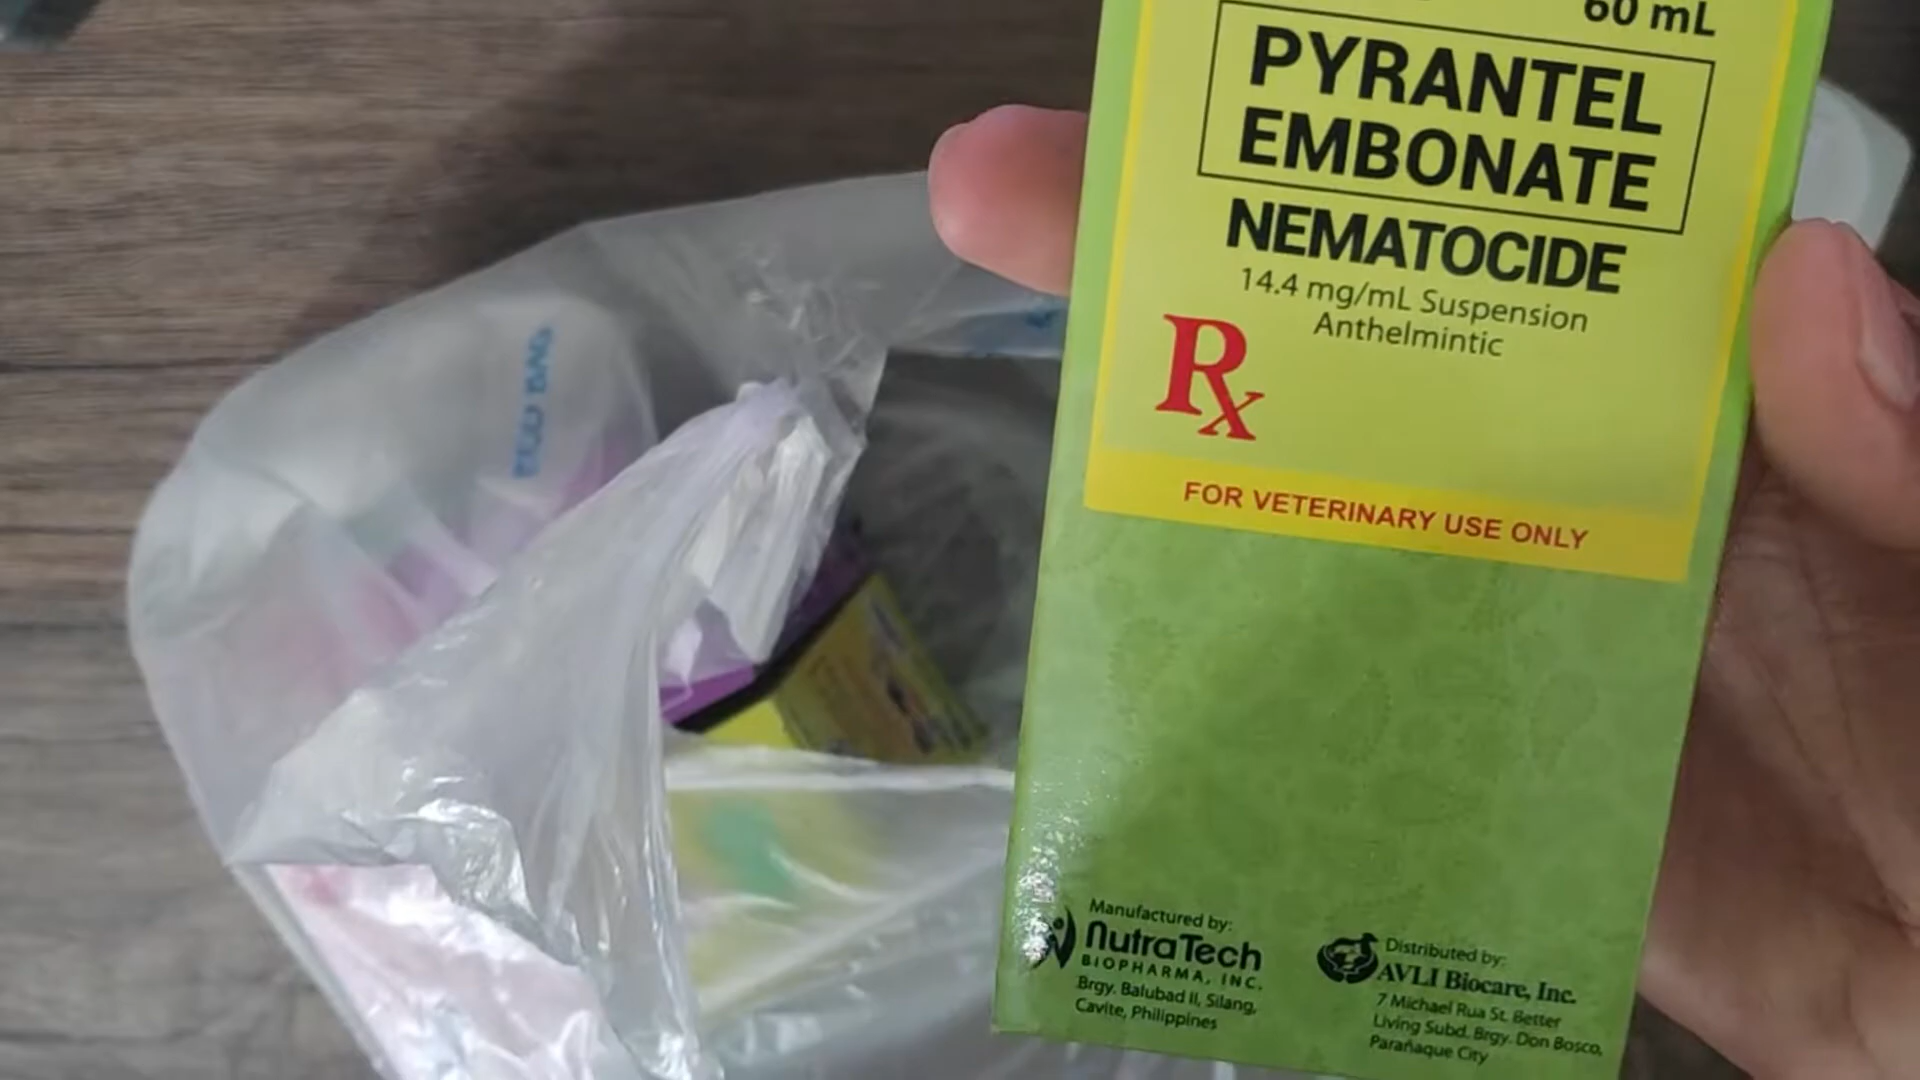 60 mL
PYRANTEL
EMBONATE
NEMATOCIDE
14.4 mg/mL Suspension
Anthelmintic
Rx
FOR VETERINARY USE ONLY
Manufactured by:
NutraTech
BIOPHARMA, INC.
Brgy. Balubad II, Silang,
Cavite, Philippines
Distributed by:
AVLI Biocare, Inc.
7 Michael Rua St. Better
Living Subd. Brgy. Don Bosco,
Parañaque City
ECO BAG